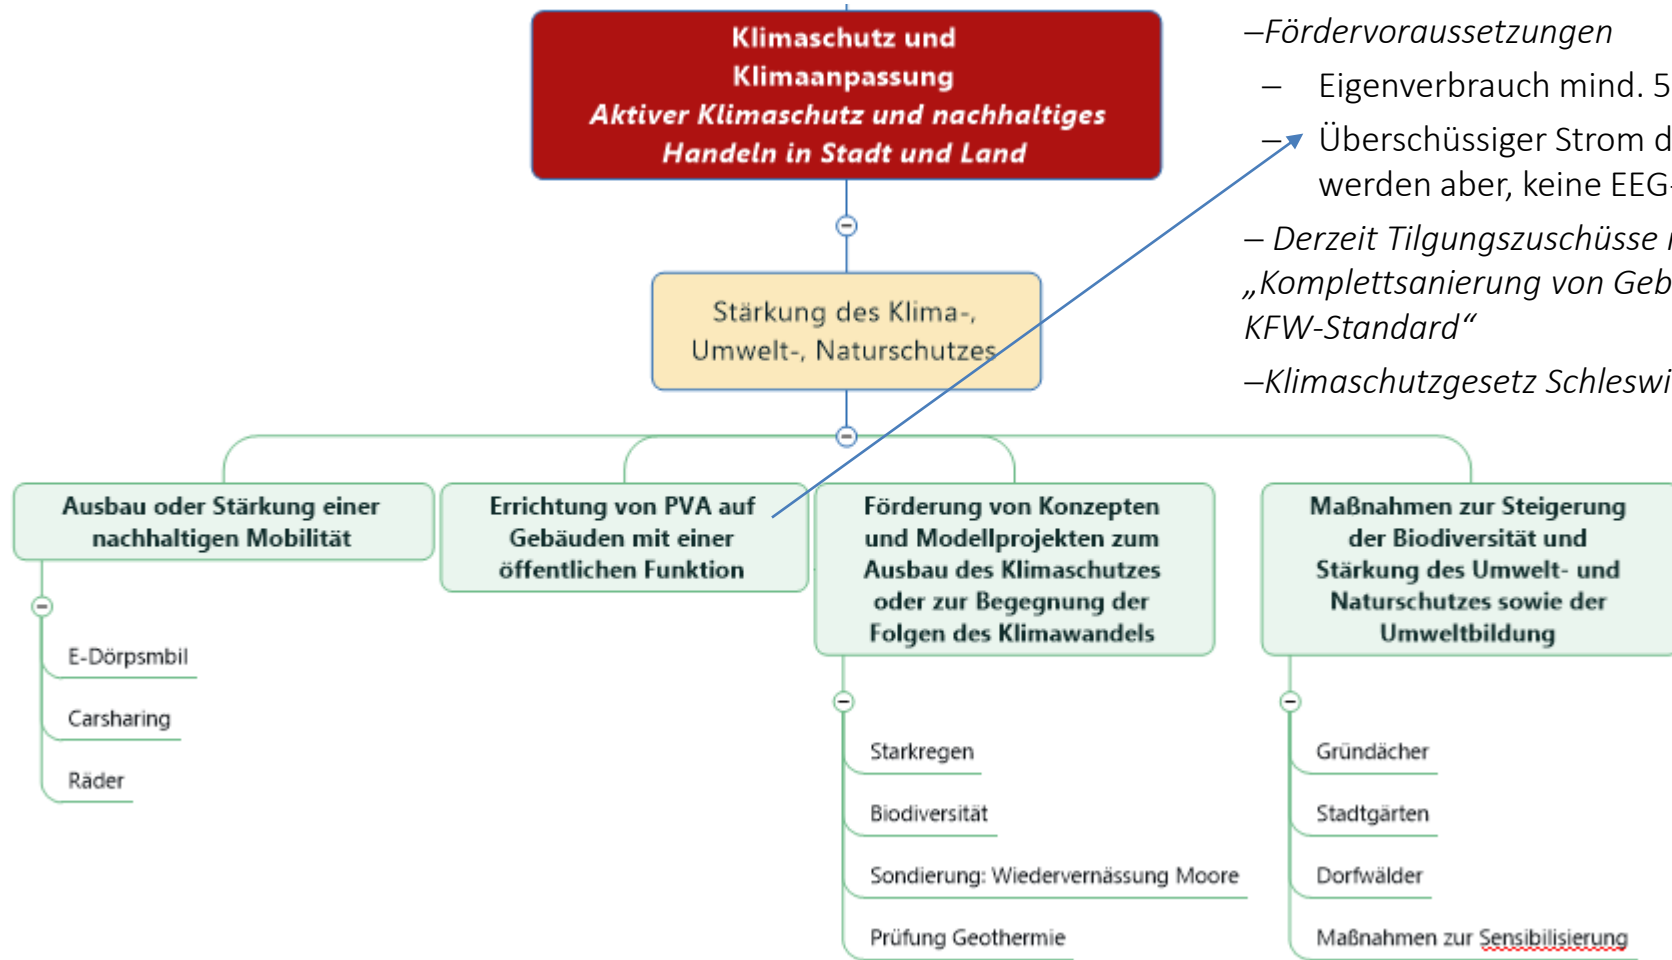 Klimaschutz und
Klimaanpassung
Aktiver Klimaschutz und nachhaltiges
Handeln in Stadt und Land
Stärkung des Klima-,
Umwelt-, Naturschutzes
–Fördervoraussetzungen
– Eigenverbrauch mind. 5
– Überschüssiger Strom d
werden aber, keine EEG-
– Derzeit Tilgungszuschüsse
„Komplettsanierung von Geb
KFW-Standard“
–Klimaschutzgesetz Schleswi
Ausbau oder Stärkung einer
nachhaltigen Mobilität
E-Dörpsmbil
Carsharing
Räder
Errichtung von PVA auf
Gebäuden mit einer
öffentlichen Funktion
Förderung von Konzepten
und Modellprojekten zum
Ausbau des Klimaschutzes
oder zur Begegnung der
Folgen des Klimawandels
Starkregen
Biodiversität
Sondierung: Wiedervernässung Moore
Prüfung Geothermie
Maßnahmen zur Steigerung
der Biodiversität und
Stärkung des Umwelt- und
Naturschutzes sowie der
Umweltbildung
Gründächer
Stadtgärten
Dorfwälder
Maßnahmen zur Sensibilisierung